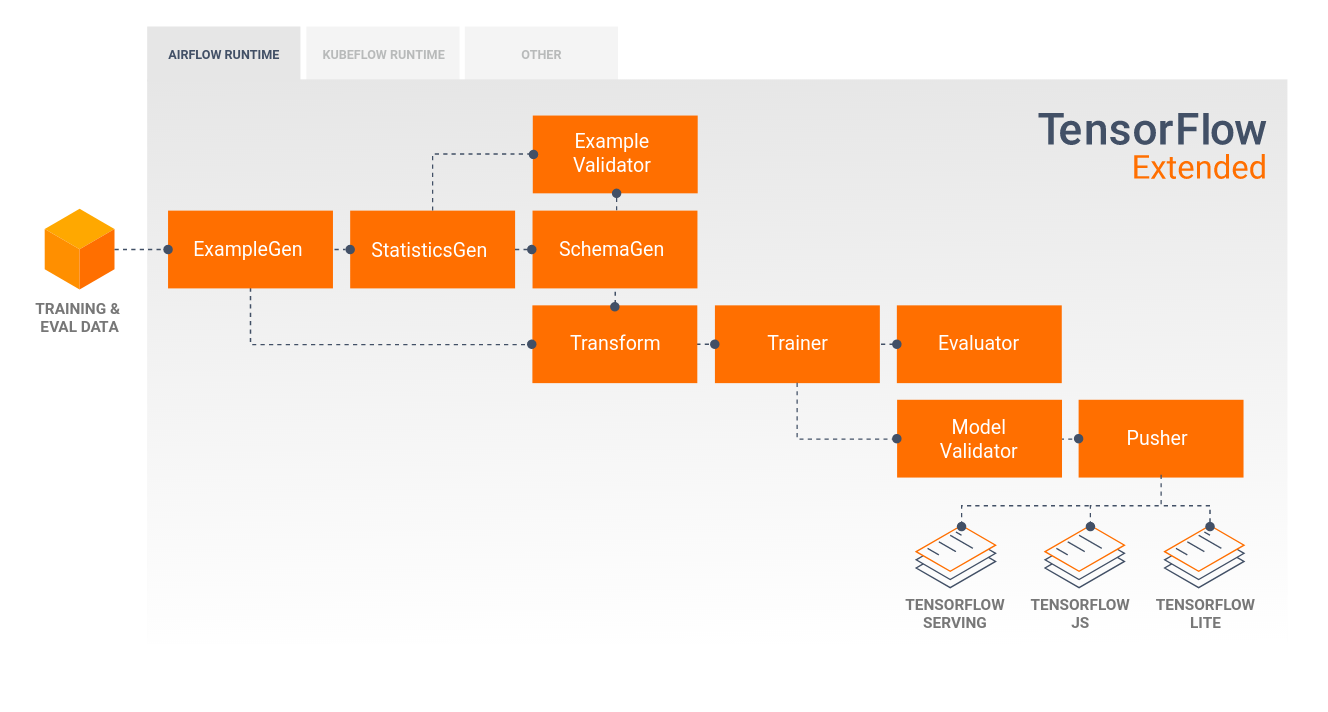 AIRFLOW RUNTIME
KUBEFLOW RUNTIME
OTHER
TensorFlow
Extended
Example
Validator
ExampleGen
StatisticsGen
SchemaGen
TRAINING &
EVAL DATA
Transform
Trainer
Evaluator
Model
Validator
Pusher
TENSORFLOW
SERVING
TENSORFLOW
JS
TENSORFLOW
LITE